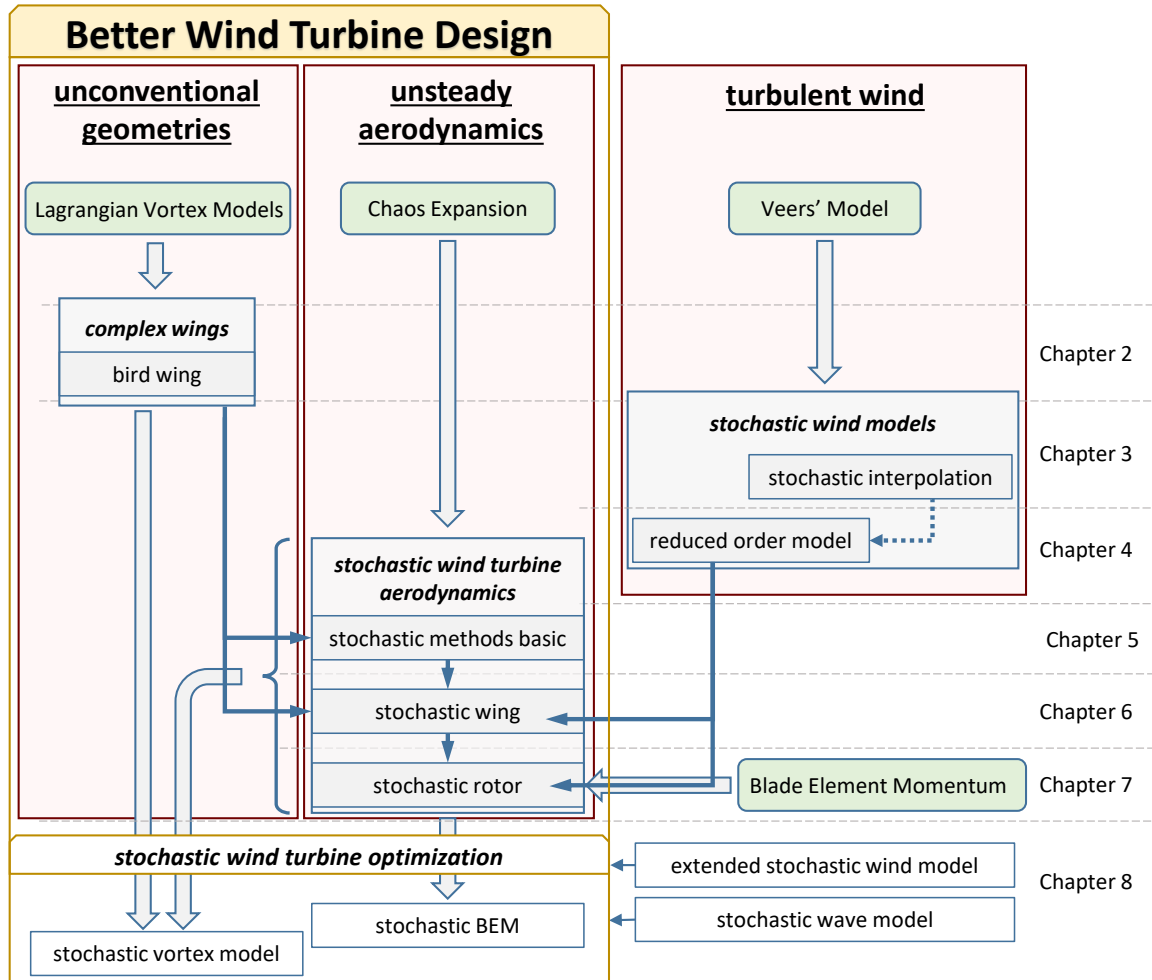 Better Wind Turbine Design
unconventional
geometries
unsteady
aerodynamics
turbulent wind
Lagrangian Vortex Models
Chaos Expansion
Veers' Model
complex wings
bird wing
Chapter 2
stochastic wind models
stochastic interpolation
Chapter 3
reduced order model
Chapter 4
stochastic wind turbine
aerodynamics
stochastic methods basic
Chapter 5
stochastic wing
Chapter 6
stochastic rotor
Blade Element Momentum
Chapter 7
stochastic wind turbine optimization
extended stochastic wind model
Chapter 8
stochastic BEM
stochastic wave model
stochastic vortex model